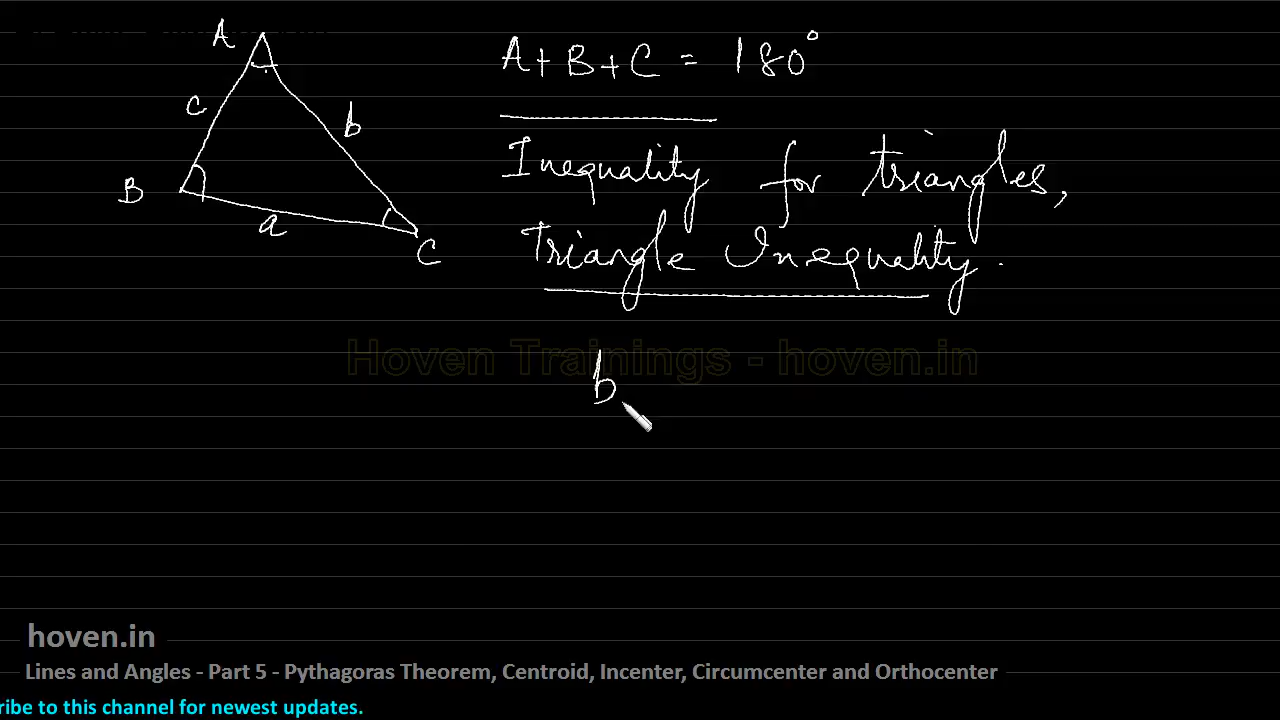 A
A+B+C = 180°
c
b
Inequality for triangles,
B
a
C
Triangle Inequality.
Hoven Trainings - hoven.in
b
hoven.in
Lines and Angles - Part 5 - Pythagoras Theorem, Centroid, Incenter, Circumcenter and Orthocenter
ribe to this channel for newest updates.